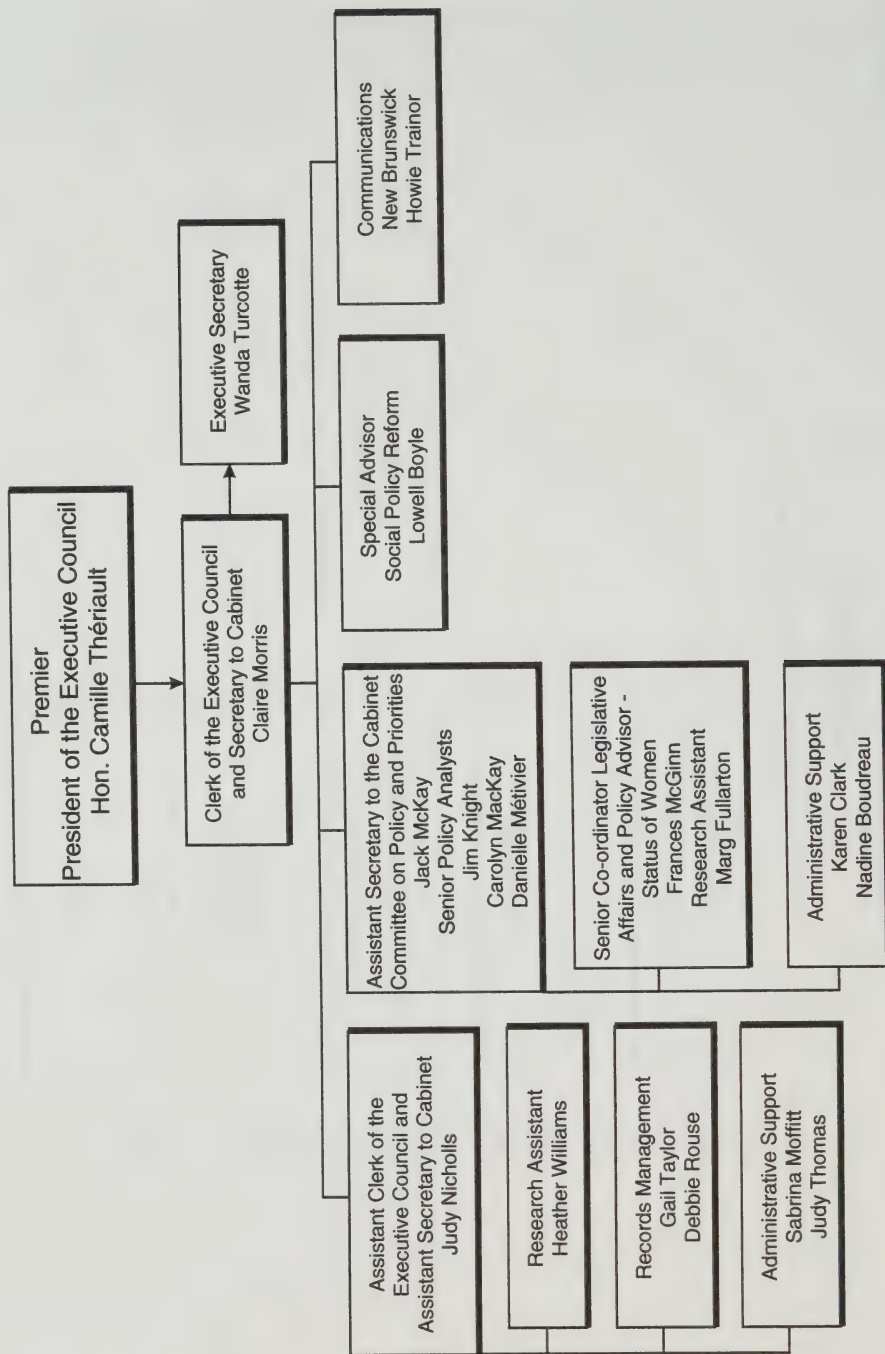 Premier
President of the Executive Council
Hon. Camille Thériault
Clerk of the Executive Council
and Secretary to Cabinet
Claire Morris
Executive Secretary
Wanda Turcotte
Assistant Clerk of the
Executive Council and
Assistant Secretary to Cabinet
Judy Nicholls
Research Assistant
Heather Williams
Records Management
Gail Taylor
Debbie Rouse
Administrative Support
Sabrina Moffitt
Judy Thomas
Assistant Secretary to the Cabinet
Committee on Policy and Priorities
Jack McKay
Senior Policy Analysts
Jim Knight
Carolyn MacKay
Danielle Métivier
Senior Co-ordinator Legislative
Affairs and Policy Advisor -
Status of Women
Frances McGinn
Research Assistant
Marg Fullarton
Administrative Support
Karen Clark
Nadine Boudreau
Special Advisor
Social Policy Reform
Lowell Boyle
Communications
New Brunswick
Howie Trainor